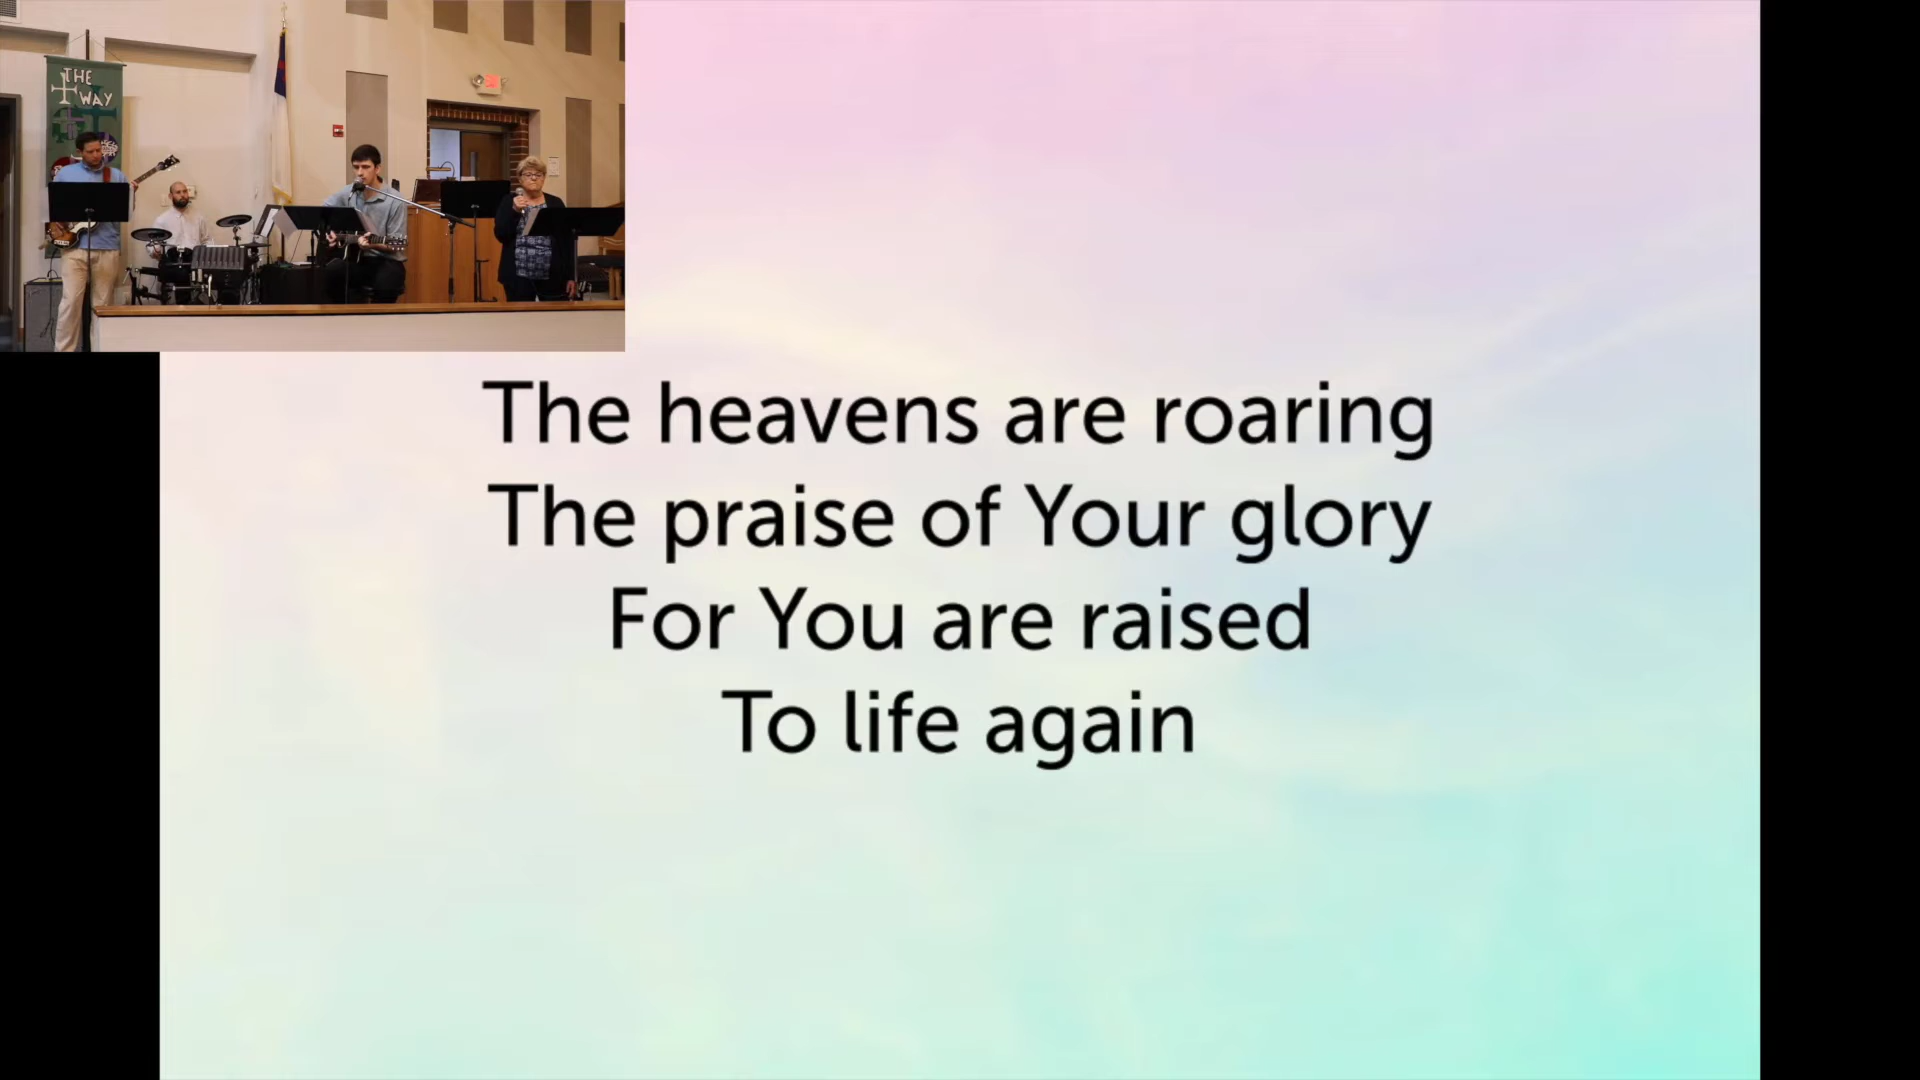 THE
WAY
The heavens are roaring
The praise of Your glory
For You are raised
To life again